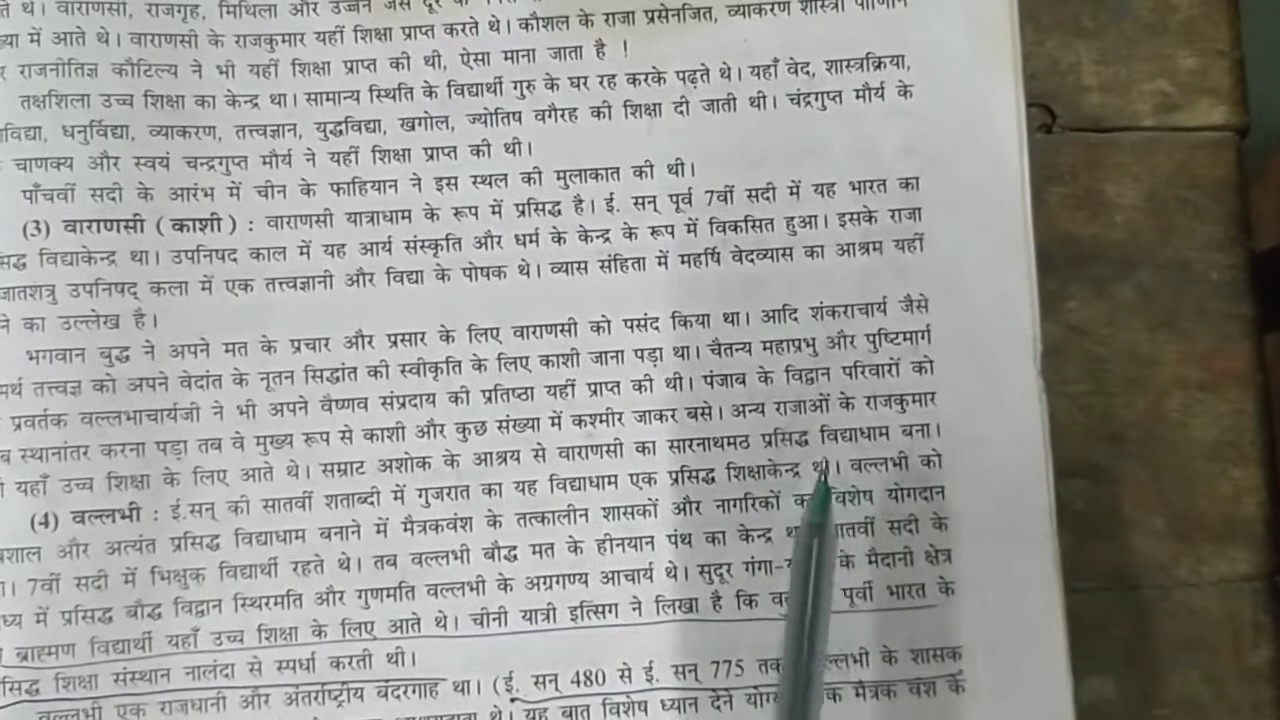 ते थे। वाराणसी, राजगृह, मिथिला और उज्जैन जैसे दूर के
में आते थे। वाराणसी के राजकुमार यहीं शिक्षा प्राप्त करते थे। कौशल के राजा प्रसेनजित, व्याकरण शास्त्री पाणिनि
राजनीतिज्ञ कौटिल्य ने भी यहीं शिक्षा प्राप्त की थी, ऐसा माना जाता है !
तक्षशिला उच्च शिक्षा का केन्द्र था। सामान्य स्थिति के विद्यार्थी गुरु के घर रह करके पढ़ते थे। यहाँ वेद, शास्त्रक्रिया,
विद्या, धनुर्विद्या, व्याकरण, तत्त्वज्ञान, युद्धविद्या, खगोल, ज्योतिष वगैरह की शिक्षा दी जाती थी। चंद्रगुप्त मौर्य के
चाणक्य और स्वयं चन्द्रगुप्त मौर्य ने यहीं शिक्षा प्राप्त की थी।
पाँचवीं सदी के आरंभ में चीन के फाहियान ने इस स्थल की मुलाकात की थी।
(3) वाराणसी ( काशी ) : वाराणसी यात्राधाम के रूप में प्रसिद्ध है। ई. सन् पूर्व 7वीं सदी में यह भारत का
विद्याकेन्द्र था। उपनिषद काल में यह आर्य संस्कृति और धर्म के केन्द्र के रूप में विकसित हुआ। इसके राजा
जातशत्रु उपनिषद् कला में एक तत्त्वज्ञानी और विद्या के पोषक थे। व्यास संहिता में महर्षि वेदव्यास का आश्रम यहीं
ने का उल्लेख है।
भगवान बुद्ध ने अपने मत के प्रचार और प्रसार के लिए वाराणसी को पसंद किया था। आदि शंकराचार्य जैसे
तत्त्वज्ञ को अपने वेदांत के नूतन सिद्धांत की स्वीकृति के लिए काशी जाना पड़ा था। चैतन्य महाप्रभु और पुष्टिमार्ग
प्रवर्तक वल्लभाचार्यजी ने भी अपने वैष्णव संप्रदाय की प्रतिष्ठा यहीं प्राप्त की थी। पंजाब के विद्वान परिवारों को
ब स्थानांतर करना पड़ा तब वे मुख्य रूप से काशी और कुछ संख्या में कश्मीर जाकर बसे। अन्य राजाओं के राजकुमार
यहाँ उच्च शिक्षा के लिए आते थे। सम्राट अशोक के आश्रय से वाराणसी का सारनाथमठ प्रसिद्ध विद्याधाम बना।
(4) वल्लभी : ई.सन् की सातवीं शताब्दी में गुजरात का यह विद्याधाम एक प्रसिद्ध शिक्षाकेन्द्र था। वल्लभी को
और अत्यंत प्रसिद्ध विद्याधाम बनाने में मैत्रकवंश के तत्कालीन शासकों और नागरिकों का विशेष योगदान
7वीं सदी में भिक्षुक विद्यार्थी रहते थे। तब वल्लभी बौद्ध मत के हीनयान पंथ का केन्द्र सातवीं सदी के
में प्रसिद्ध बौद्ध विद्वान स्थिरमति और गुणमति वल्लभी के अग्रगण्य आचार्य थे। सुदूर के मैदानी क्षेत्र
ब्राह्मण विद्यार्थी यहाँ उच्च शिक्षा के लिए आते थे। चीनी यात्री इत्सिग ने लिखा है कि पूर्वी भारत के
शिक्षा संस्थान नालंदा से स्पर्धा करती थी।
वल्लभी एक राजधानी और अंतर्राष्ट्रीय बंदरगाह था। (ई. सन् 480 से ई. सन् 775 तक वल्लभी के शासक
थे। यह बात विशेष ध्यान देने मैत्रक वंश के